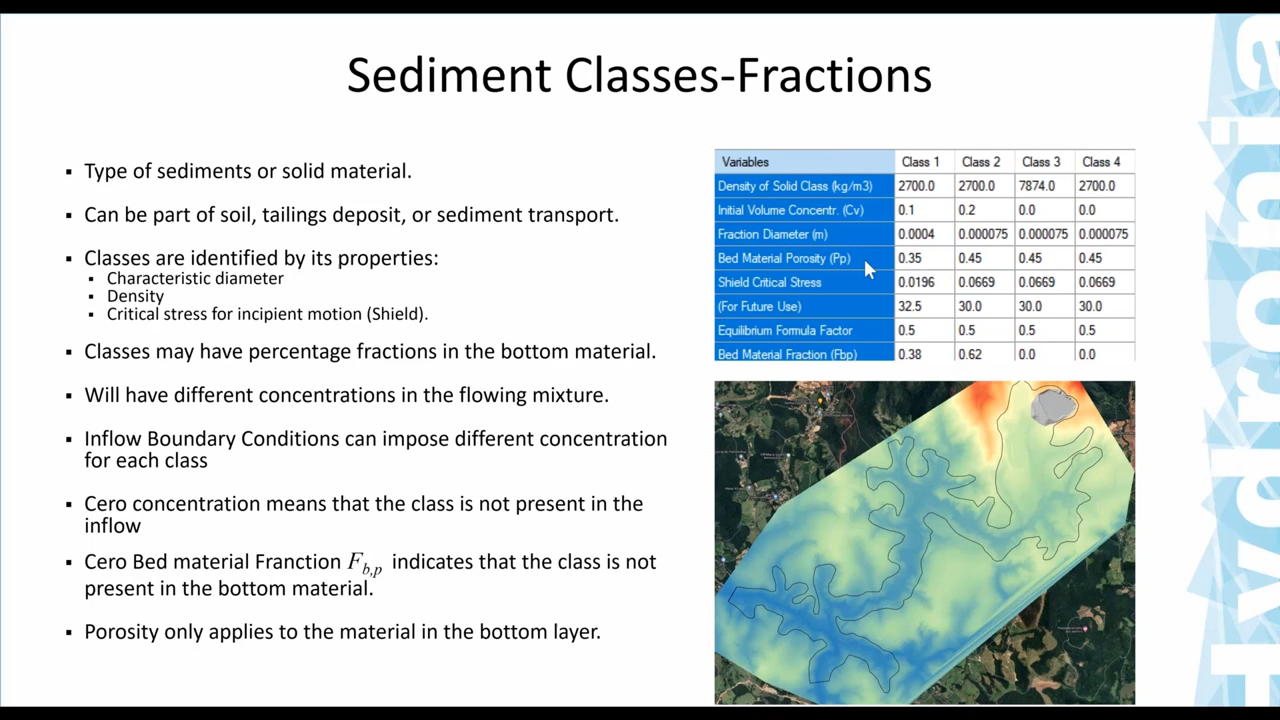 Sediment Classes-Fractions
▪ Type of sediments or solid material.
▪ Can be part of soil, tailings deposit, or sediment transport.
▪ Classes are identified by its properties:
▪ Characteristic diameter
▪ Density
▪ Critical stress for incipient motion (Shield).
▪ Classes may have percentage fractions in the bottom material.
▪ Will have different concentrations in the flowing mixture.
▪ Inflow Boundary Conditions can impose different concentration
for each class
▪ Cero concentration means that the class is not present in the
inflow
▪ Cero Bed material Franction F_b,p indicates that the class is not
present in the bottom material.
▪ Porosity only applies to the material in the bottom layer.
Variables Class 1 Class 2 Class 3 Class 4
Density of Solid Class (kg/m3) 2700.0 2700.0 7874.0 2700.0
Initial Volume Concentr. (Cv) 0.1 0.2 0.0 0.0
Fraction Diameter (m) 0.0004 0.000075 0.000075 0.000075
Bed Material Porosity (Pp) 0.35 0.45 0.45 0.45
Shield Critical Stress 0.0196 0.0669 0.0669 0.0669
(For Future Use) 32.5 30.0 30.0 30.0
Equilibrium Formula Factor 0.5 0.5 0.5 0.5
Bed Material Fraction (Fbp) 0.38 0.62 0.0 0.0
Hydronia